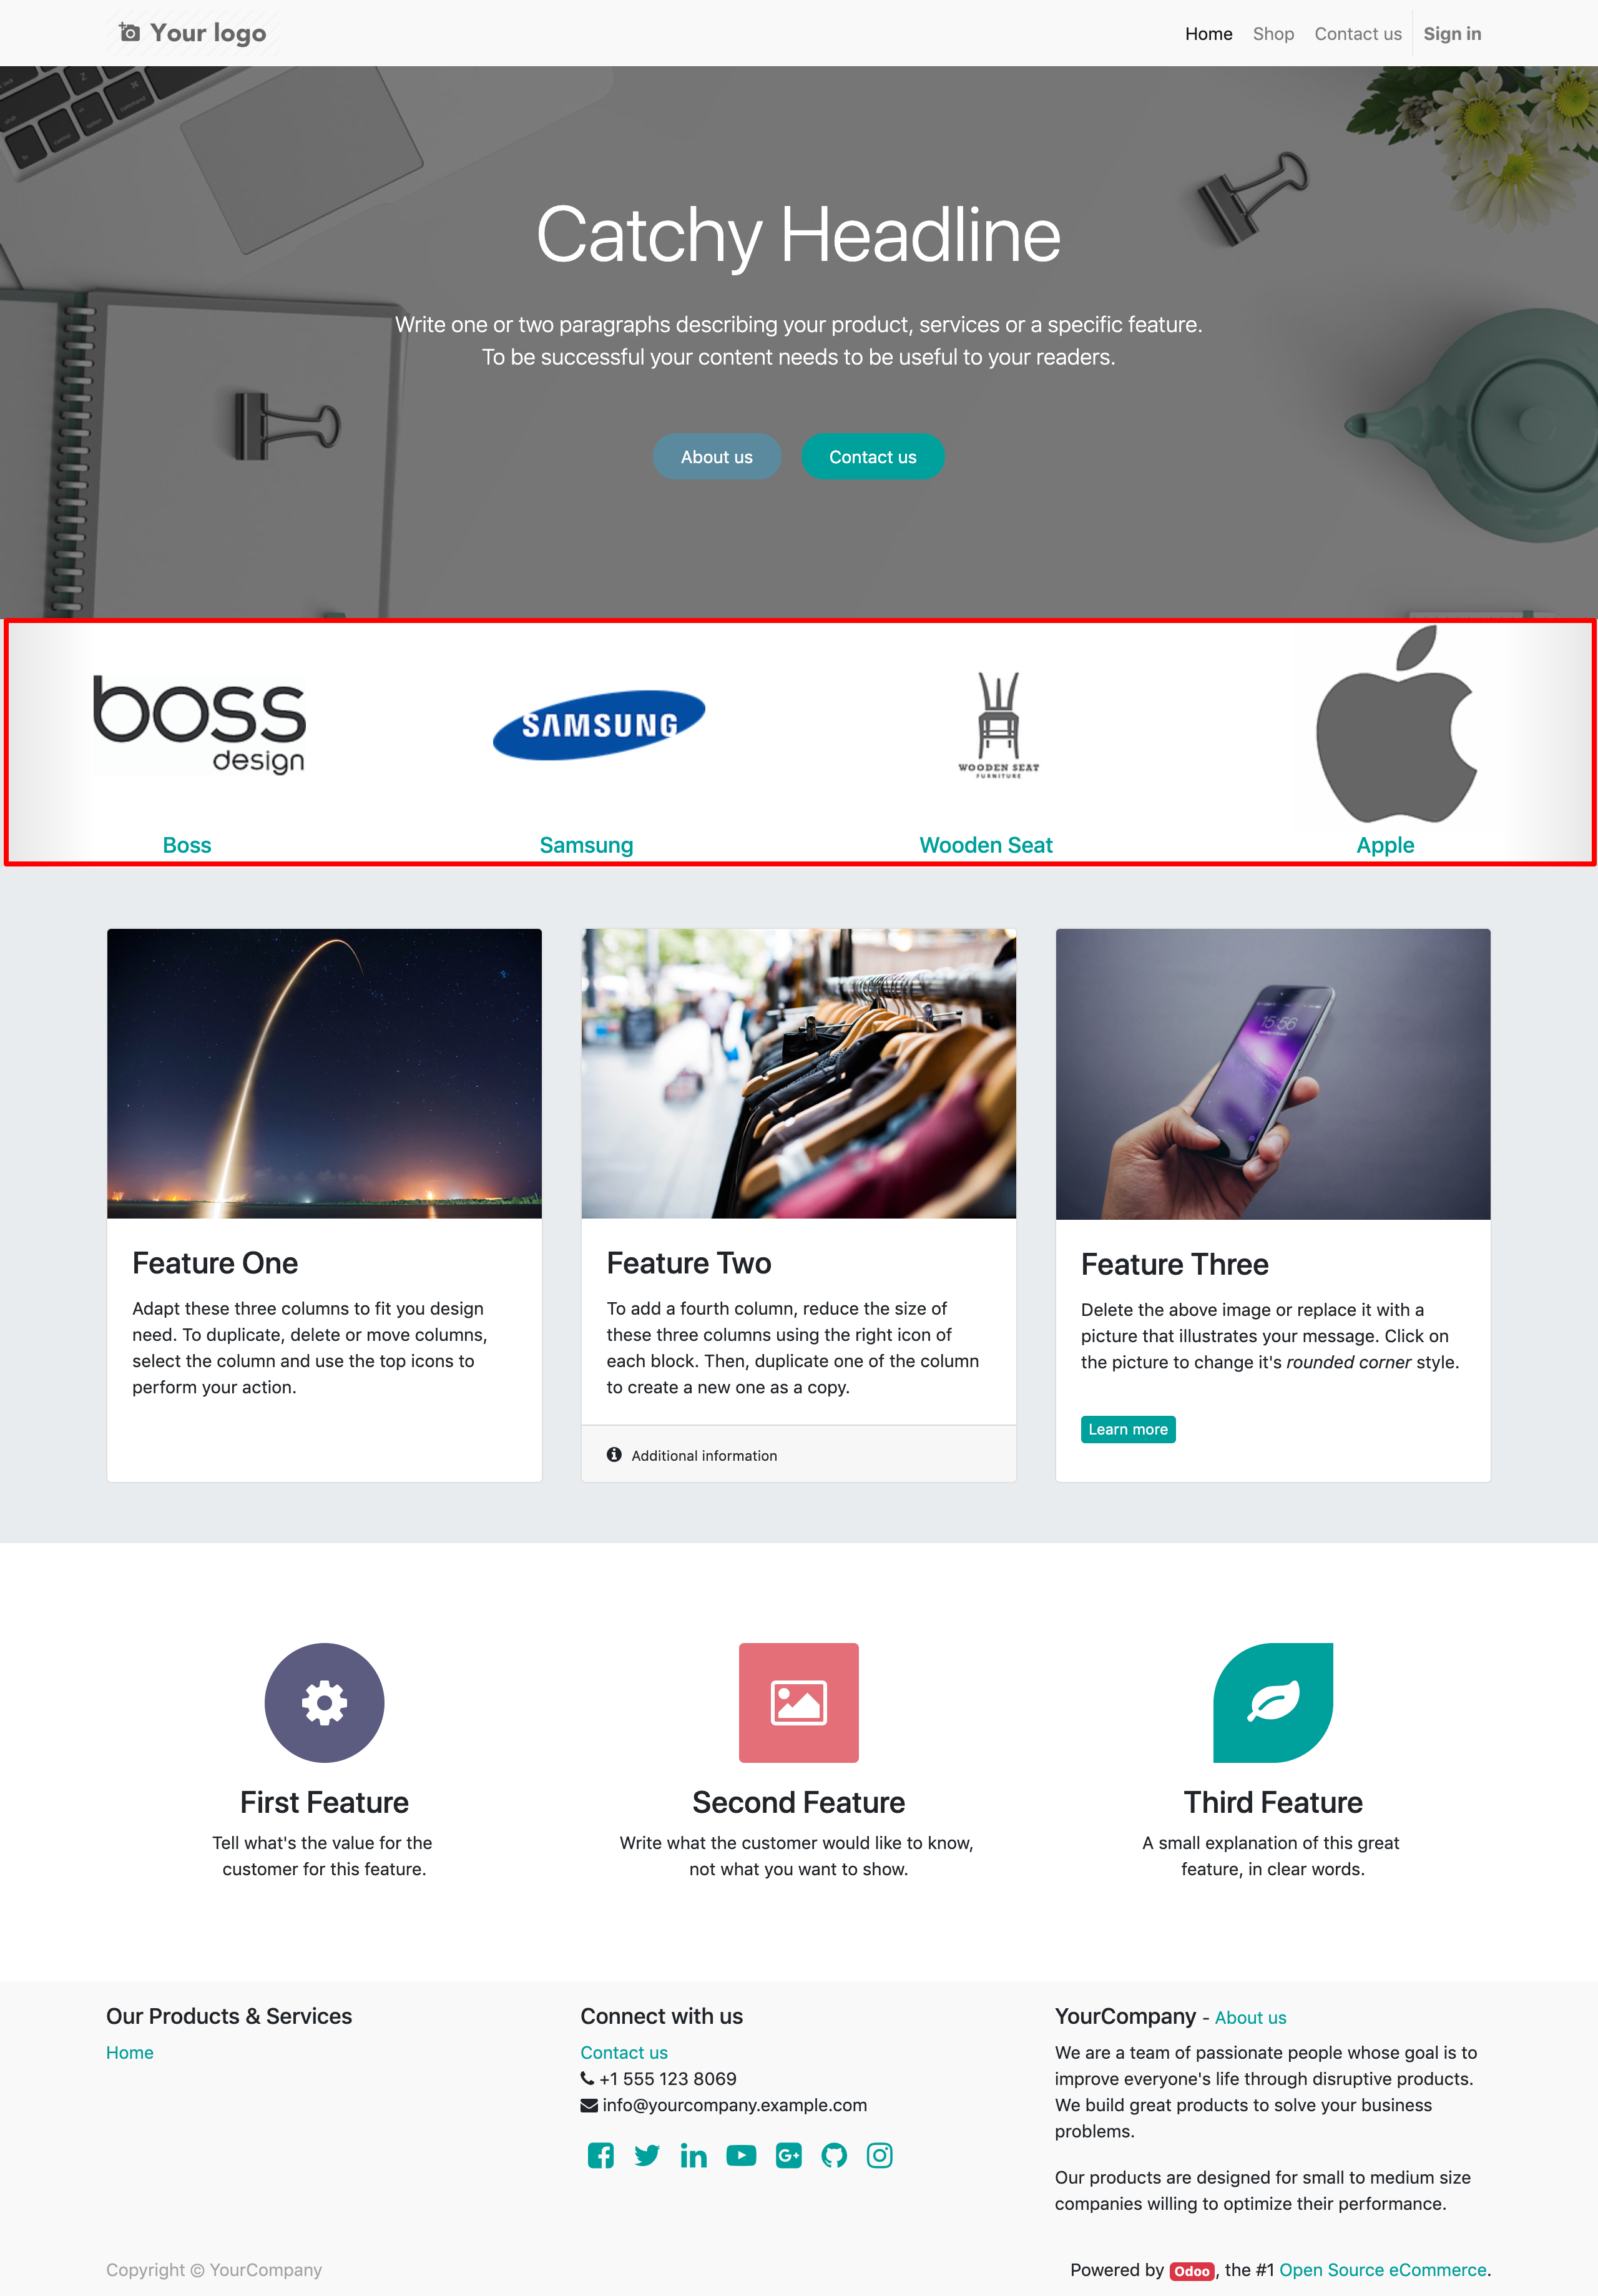 Your logo
Home Shop Contact us Sign in
Catchy Headline
Write one or two paragraphs describing your product, services or a specific feature.
To be successful your content needs to be useful to your readers.
About us Contact us
boss
design
SAMSUNG
WOODEN SEAT
FURNITURE
Boss Samsung Wooden Seat Apple
15:56
Feature One
Adapt these three columns to fit you design
need. To duplicate, delete or move columns,
select the column and use the top icons to
perform your action.
Feature Two
To add a fourth column, reduce the size of
these three columns using the right icon of
each block. Then, duplicate one of the column
to create a new one as a copy.
Additional information
Feature Three
Delete the above image or replace it with a
picture that illustrates your message. Click on
the picture to change it's rounded corner style.
Learn more
First Feature
Tell what's the value for the
customer for this feature.
Second Feature
Write what the customer would like to know,
not what you want to show.
Third Feature
A small explanation of this great
feature, in clear words.
Our Products & Services
Home
Connect with us
Contact us
+1 555 123 8069
info@yourcompany.example.com
YourCompany - About us
We are a team of passionate people whose goal is to
improve everyone's life through disruptive products.
We build great products to solve your business
problems.
Our products are designed for small to medium size
companies willing to optimize their performance.
Copyright © YourCompany
Powered by Odoo, the #1 Open Source eCommerce.